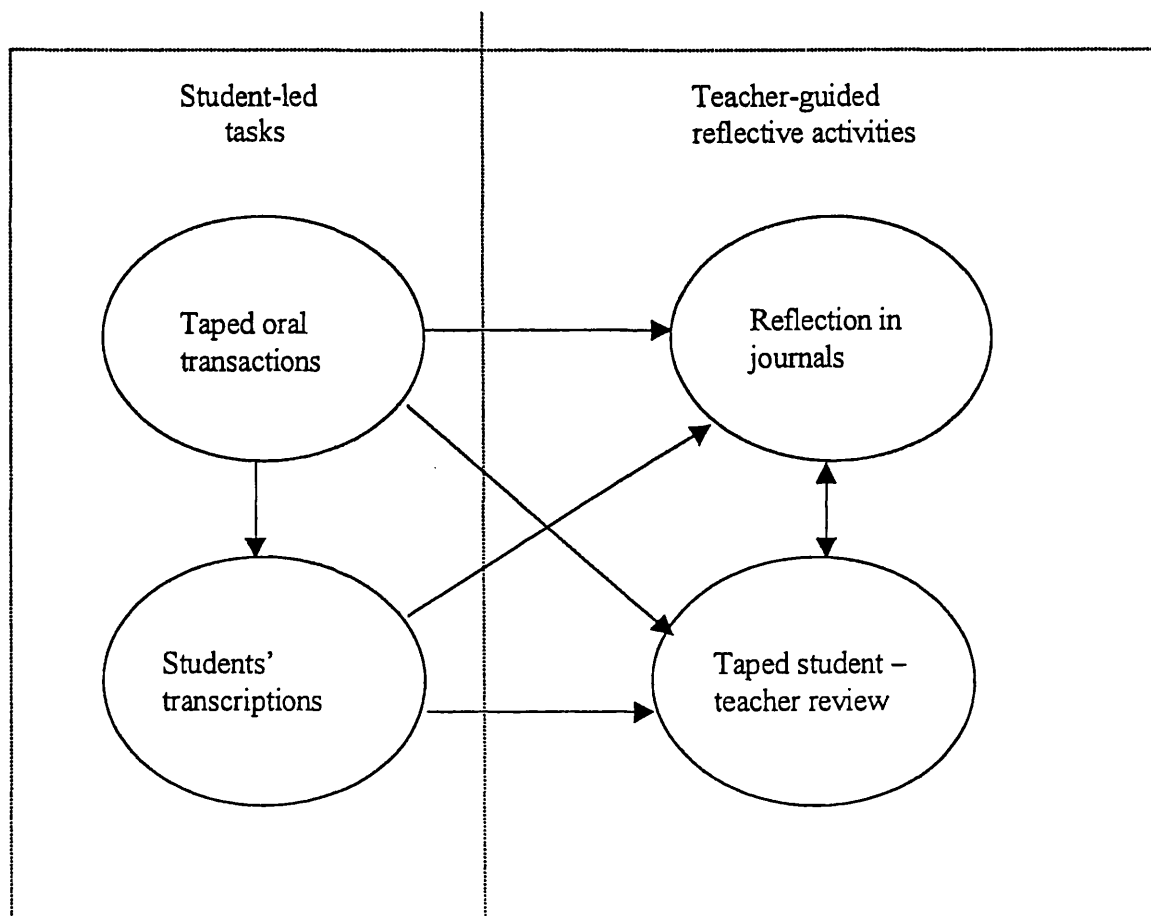 Student-led
tasks
Teacher-guided
reflective activities
Taped oral
transactions
Reflection in
journals
Students’
transcriptions
Taped student –
teacher review